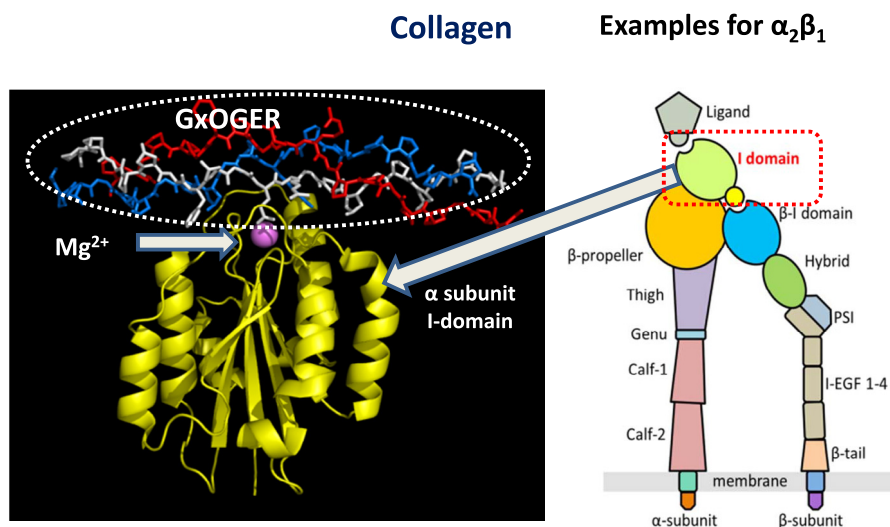 Collagen
Examples for α₂β₁
GxOGER
Mg²⁺
α subunit
I-domain
Ligand
I domain
β-I domain
β-propeller
Hybrid
Thigh
PSI
Genu
Calf-1
I-EGF 1-4
Calf-2
β-tail
membrane
α-subunit
β-subunit